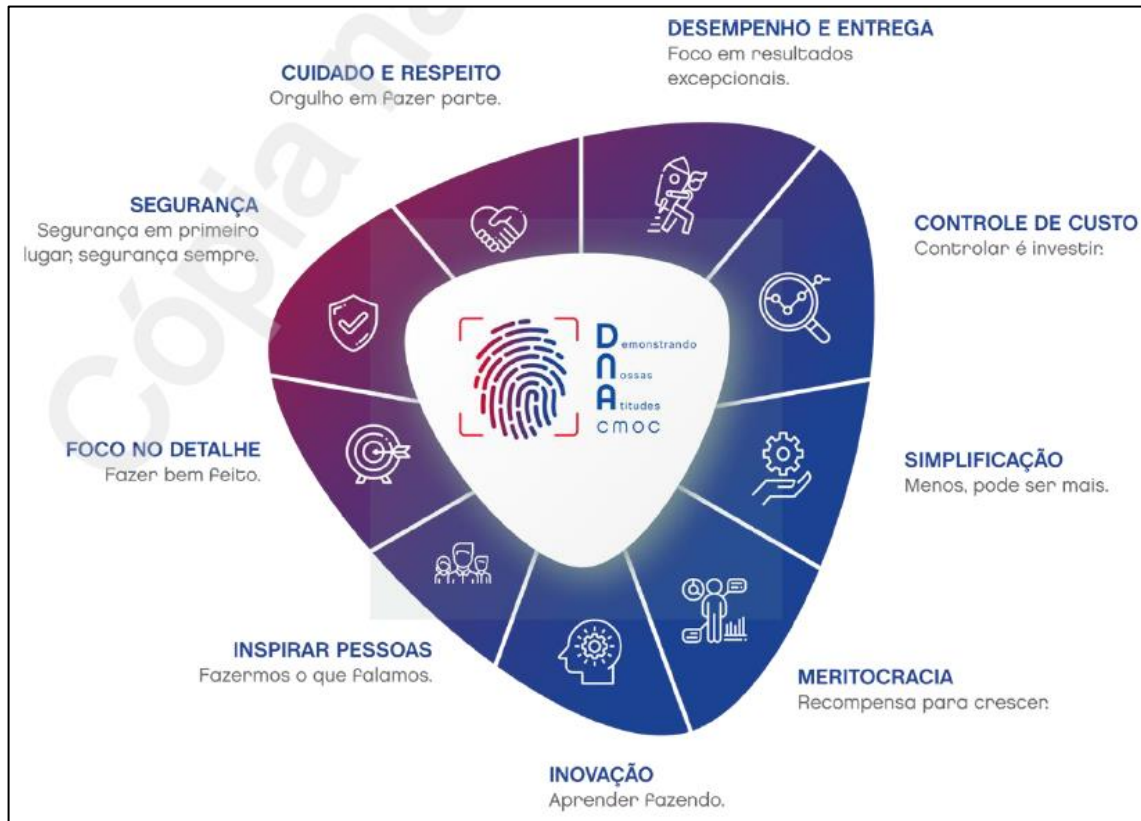 DESEMPENHO E ENTREGA
Foco em resultados
excepcionais.
CUIDADO E RESPEITO
Orgulho em fazer parte.
SEGURANÇA
Segurança em primeiro
lugar, segurança sempre.
CONTROLE DE CUSTO
Controlar é investir.
Demonstrando
Nossas
Atitudes
cmoc
FOCO NO DETALHE
Fazer bem feito.
SIMPLIFICAÇÃO
Menos, pode ser mais.
INSPIRAR PESSOAS
Fazermos o que falamos.
MERITOCRACIA
Recompensa para crescer.
INOVAÇÃO
Aprender fazendo.
Cópia